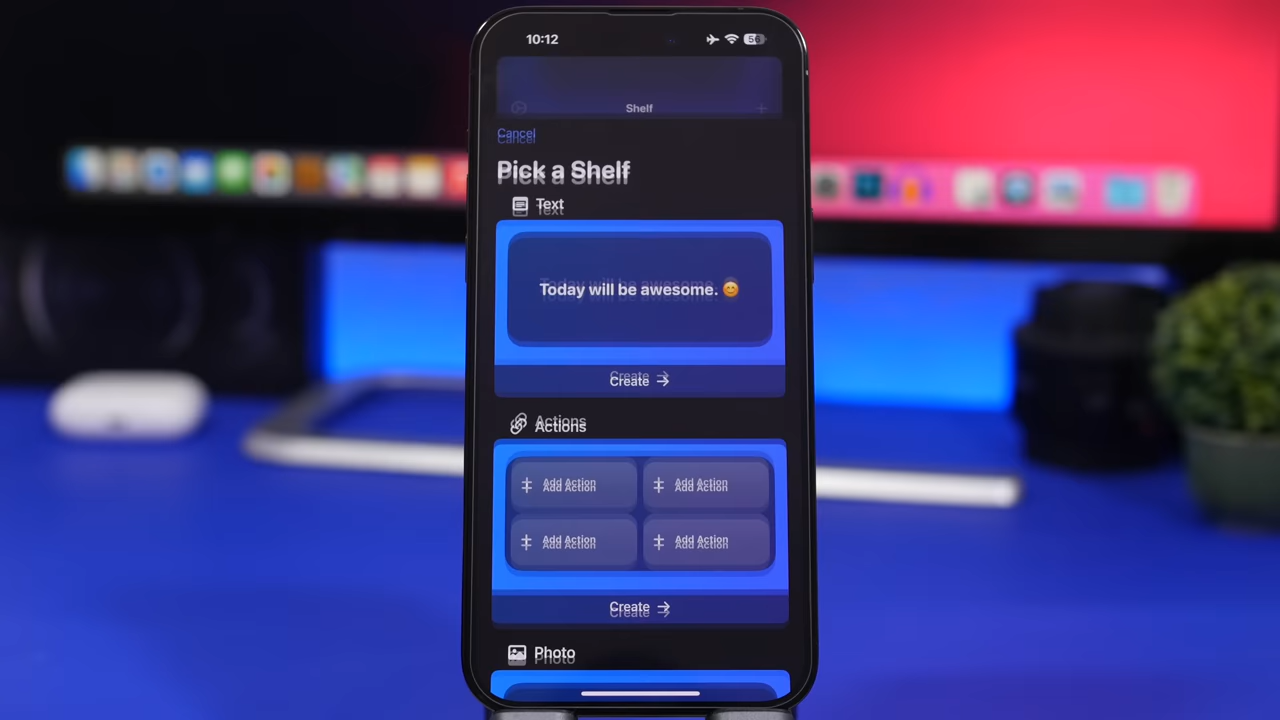 10:12
56
Shelf
Cancel
Pick a Shelf
Text
Today will be awesome. 😊
Create →
Actions
+ Add Action
+ Add Action
+ Add Action
+ Add Action
Create →
Photo